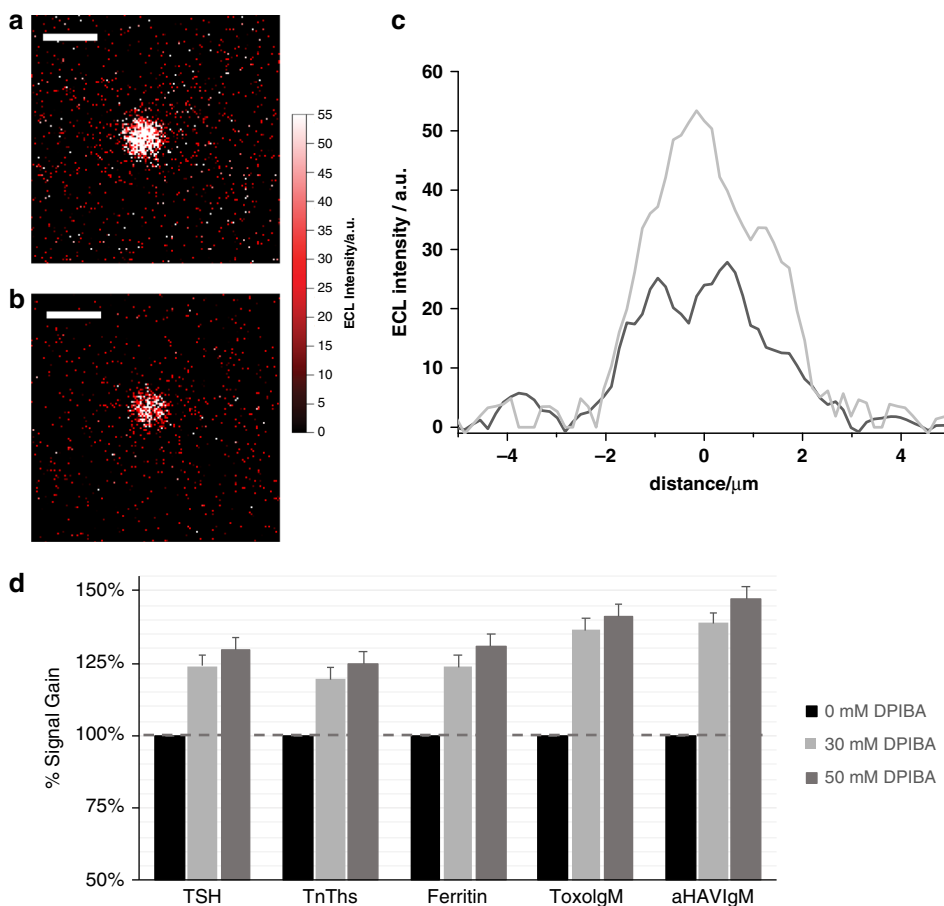 a
55
50
45
40
35
30
25
20
15
10
5
0
ECL Intensity/a.u.
b
c
60
50
40
30
20
10
0
ECL intensity / a.u.
−4 −2 0 2 4
distance/μm
d
150%
125%
100%
75%
50%
% Signal Gain
TSH TnThs Ferritin ToxoIgM aHAVIgM
0 mM DPIBA
30 mM DPIBA
50 mM DPIBA